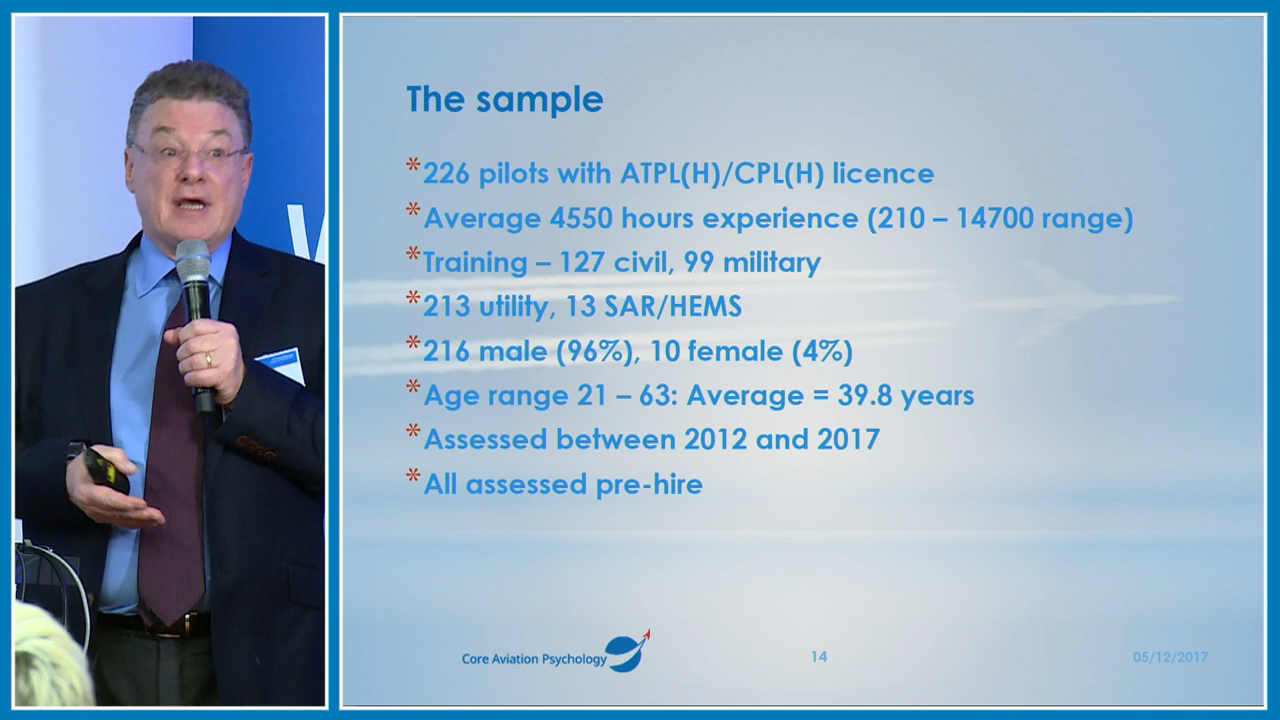 The sample
*226 pilots with ATPL(H)/CPL(H) licence
*Average 4550 hours experience (210 – 14700 range)
*Training – 127 civil, 99 military
*213 utility, 13 SAR/HEMS
*216 male (96%), 10 female (4%)
*Age range 21 – 63: Average = 39.8 years
*Assessed between 2012 and 2017
*All assessed pre-hire
Core Aviation Psychology
14
05/12/2017